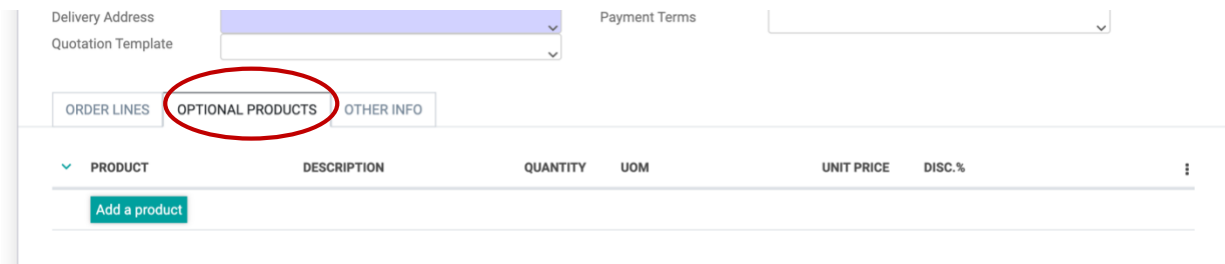 Delivery Address Payment Terms
Quotation Template
ORDER LINES OPTIONAL PRODUCTS OTHER INFO
PRODUCT DESCRIPTION QUANTITY UOM UNIT PRICE DISC.%
Add a product